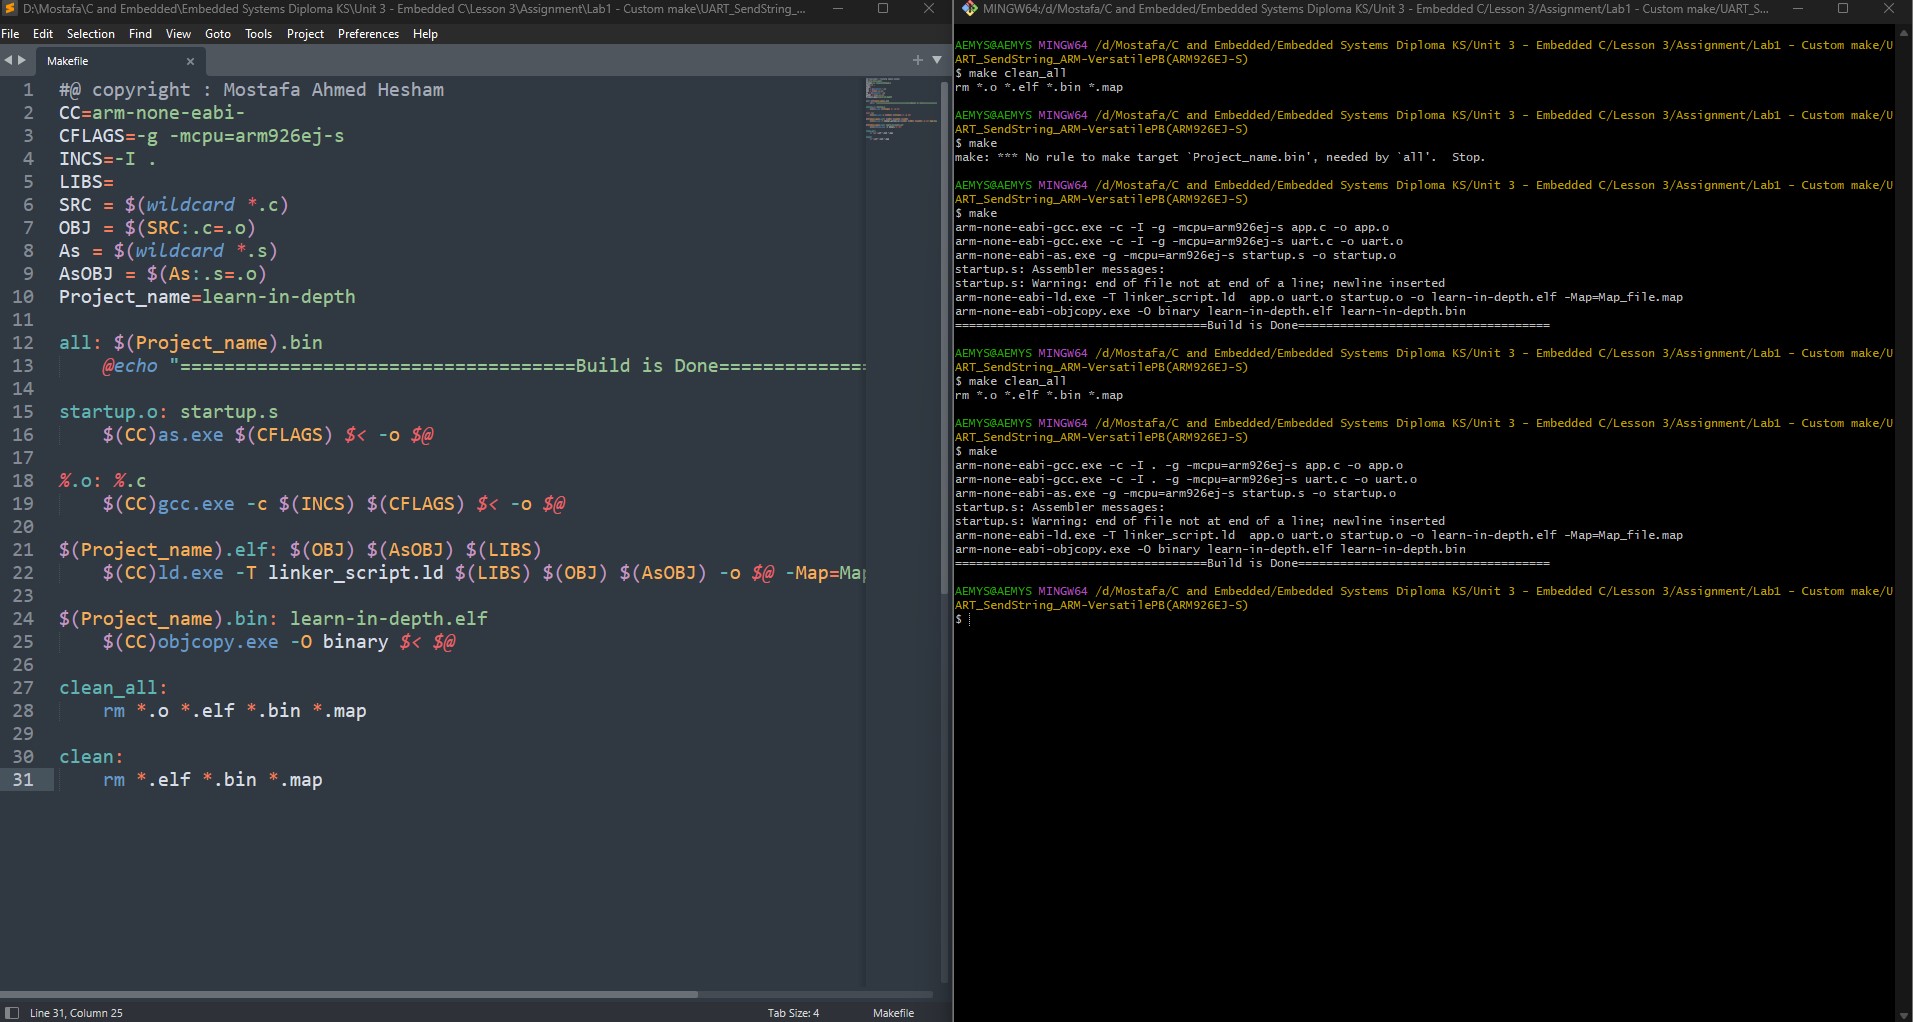 D:\Mostafa\C and Embedded\Embedded Systems Diploma KS\Unit 3 - Embedded C\Lesson 3\Assignment\Lab1 - Custom make\UART_SendString_...
File Edit Selection Find View Goto Tools Project Preferences Help
Makefile
1 #@ copyright : Mostafa Ahmed Hesham
2 CC=arm-none-eabi-
3 CFLAGS=-g -mcpu=arm926ej-s
4 INCS=-I .
5 LIBS=
6 SRC = $(wildcard *.c)
7 OBJ = $(SRC:.c=.o)
8 As = $(wildcard *.s)
9 AsOBJ = $(As:.s=.o)
10 Project_name=learn-in-depth
11
12 all: $(Project_name).bin
13 @echo "====================================Build is Done=============
14
15 startup.o: startup.s
16 $(CC)as.exe $(CFLAGS) $< -o $@
17
18 %.o: %.c
19 $(CC)gcc.exe -c $(INCS) $(CFLAGS) $< -o $@
20
21 $(Project_name).elf: $(OBJ) $(AsOBJ) $(LIBS)
22 $(CC)ld.exe -T linker_script.ld $(LIBS) $(OBJ) $(AsOBJ) -o $@ -Map=Map
23
24 $(Project_name).bin: learn-in-depth.elf
25 $(CC)objcopy.exe -O binary $< $@
26
27 clean_all:
28 rm *.o *.elf *.bin *.map
29
30 clean:
31 rm *.elf *.bin *.map
Line 31, Column 25
Tab Size: 4
Makefile
MINGW64:/d/Mostafa/C and Embedded/Embedded Systems Diploma KS/Unit 3 - Embedded C/Lesson 3/Assignment/Lab1 - Custom make/UART_S...
AEMYS@AEMYS MINGW64 /d/Mostafa/C and Embedded/Embedded Systems Diploma KS/Unit 3 - Embedded C/Lesson 3/Assignment/Lab1 - Custom make/U
ART_SendString_ARM-VersatilePB(ARM926EJ-S)
$ make clean_all
rm *.o *.elf *.bin *.map
AEMYS@AEMYS MINGW64 /d/Mostafa/C and Embedded/Embedded Systems Diploma KS/Unit 3 - Embedded C/Lesson 3/Assignment/Lab1 - Custom make/U
ART_SendString_ARM-VersatilePB(ARM926EJ-S)
$ make
make: *** No rule to make target `Project_name.bin', needed by `all'.  Stop.
AEMYS@AEMYS MINGW64 /d/Mostafa/C and Embedded/Embedded Systems Diploma KS/Unit 3 - Embedded C/Lesson 3/Assignment/Lab1 - Custom make/U
ART_SendString_ARM-VersatilePB(ARM926EJ-S)
$ make
arm-none-eabi-gcc.exe -c -I -g -mcpu=arm926ej-s app.c -o app.o
arm-none-eabi-gcc.exe -c -I -g -mcpu=arm926ej-s uart.c -o uart.o
arm-none-eabi-as.exe -g -mcpu=arm926ej-s startup.s -o startup.o
startup.s: Assembler messages:
startup.s: Warning: end of file not at end of a line; newline inserted
arm-none-eabi-ld.exe -T linker_script.ld  app.o uart.o startup.o -o learn-in-depth.elf -Map=Map_file.map
arm-none-eabi-objcopy.exe -O binary learn-in-depth.elf learn-in-depth.bin
====================================Build is Done====================================
AEMYS@AEMYS MINGW64 /d/Mostafa/C and Embedded/Embedded Systems Diploma KS/Unit 3 - Embedded C/Lesson 3/Assignment/Lab1 - Custom make/U
ART_SendString_ARM-VersatilePB(ARM926EJ-S)
$ make clean_all
rm *.o *.elf *.bin *.map
AEMYS@AEMYS MINGW64 /d/Mostafa/C and Embedded/Embedded Systems Diploma KS/Unit 3 - Embedded C/Lesson 3/Assignment/Lab1 - Custom make/U
ART_SendString_ARM-VersatilePB(ARM926EJ-S)
$ make
arm-none-eabi-gcc.exe -c -I . -g -mcpu=arm926ej-s app.c -o app.o
arm-none-eabi-gcc.exe -c -I . -g -mcpu=arm926ej-s uart.c -o uart.o
arm-none-eabi-as.exe -g -mcpu=arm926ej-s startup.s -o startup.o
startup.s: Assembler messages:
startup.s: Warning: end of file not at end of a line; newline inserted
arm-none-eabi-ld.exe -T linker_script.ld  app.o uart.o startup.o -o learn-in-depth.elf -Map=Map_file.map
arm-none-eabi-objcopy.exe -O binary learn-in-depth.elf learn-in-depth.bin
====================================Build is Done====================================
AEMYS@AEMYS MINGW64 /d/Mostafa/C and Embedded/Embedded Systems Diploma KS/Unit 3 - Embedded C/Lesson 3/Assignment/Lab1 - Custom make/U
ART_SendString_ARM-VersatilePB(ARM926EJ-S)
$